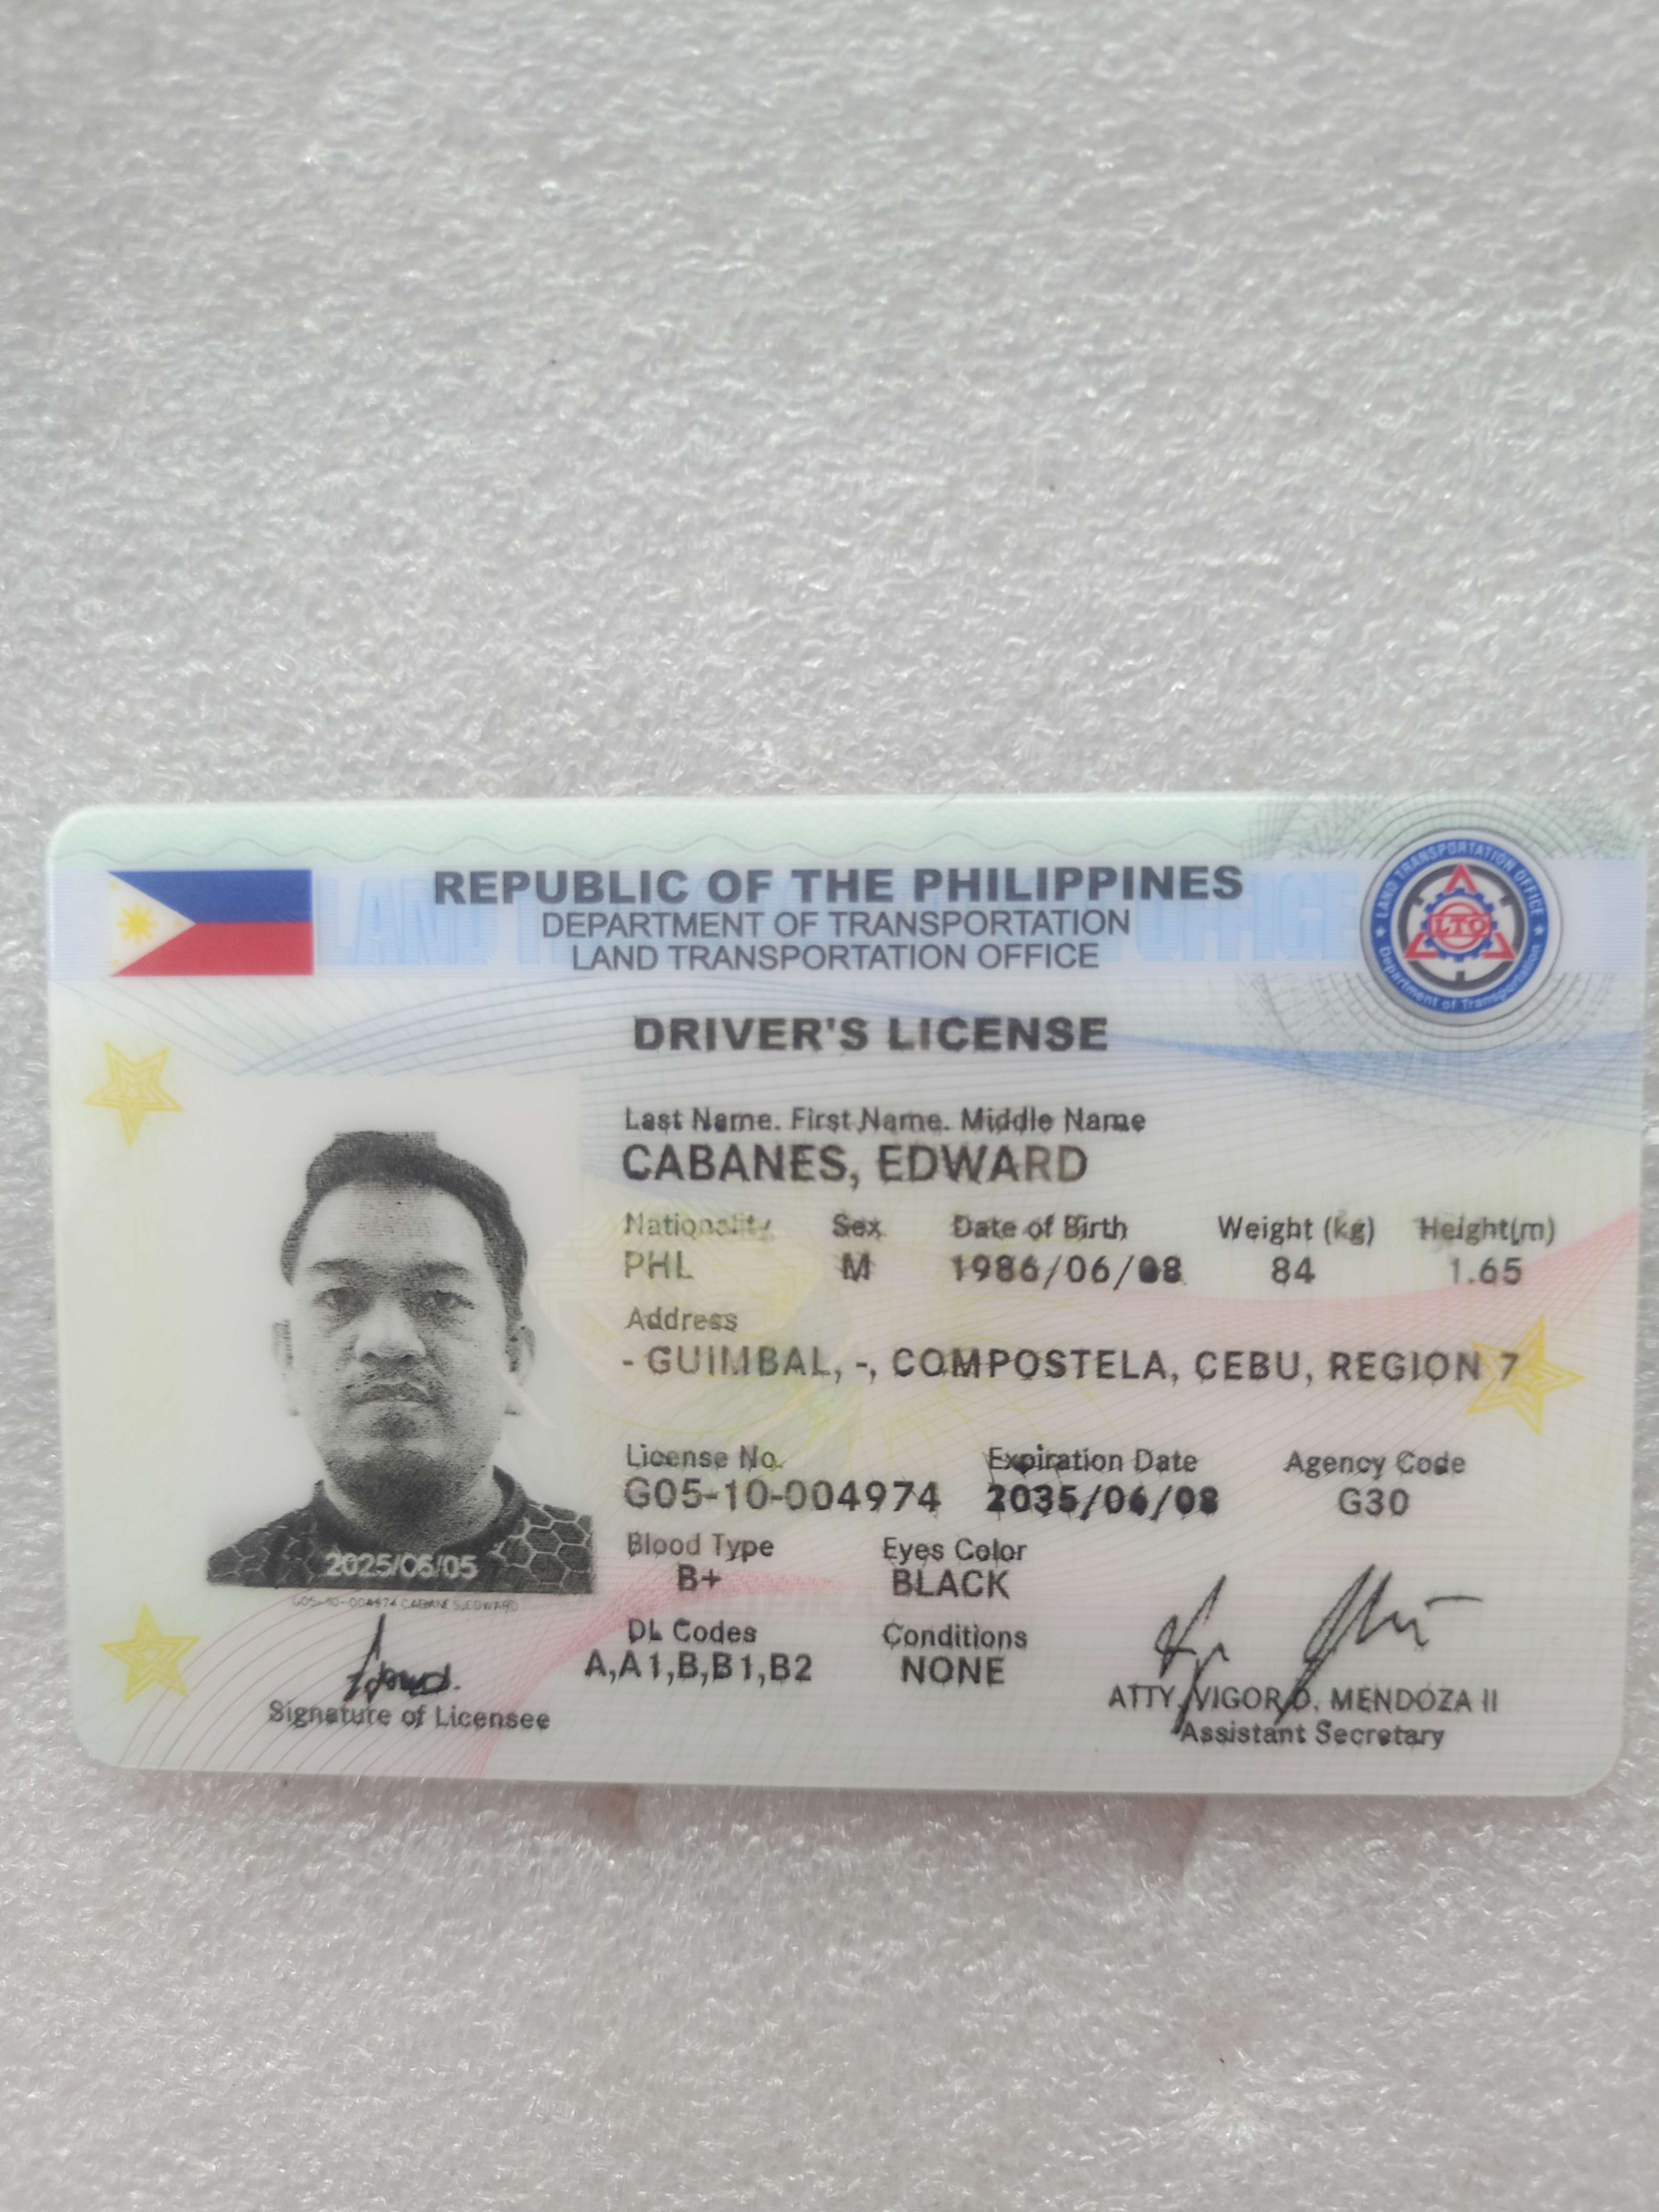 REPUBLIC OF THE PHILIPPINES
DEPARTMENT OF TRANSPORTATION
LAND TRANSPORTATION OFFICE
LAND TRANSPORTATION OFFICE
LTO
Department of Transportation
DRIVER'S LICENSE
Last Name. First Name. Middle Name
CABANES, EDWARD
Nationality Sex Date of Birth Weight (kg) Height(m)
PHL M 1986/06/08 84 1.65
Address
- GUIMBAL, -, COMPOSTELA, CEBU, REGION 7
License No. Expiration Date Agency Code
G05-10-004974 2035/06/08 G30
Blood Type Eyes Color
B+ BLACK
DL Codes Conditions
A,A1,B,B1,B2 NONE
2025/06/05
G05-10-004974 CABANES, EDWARD
Signature of Licensee
ATTY. VIGOR D. MENDOZA II
Assistant Secretary